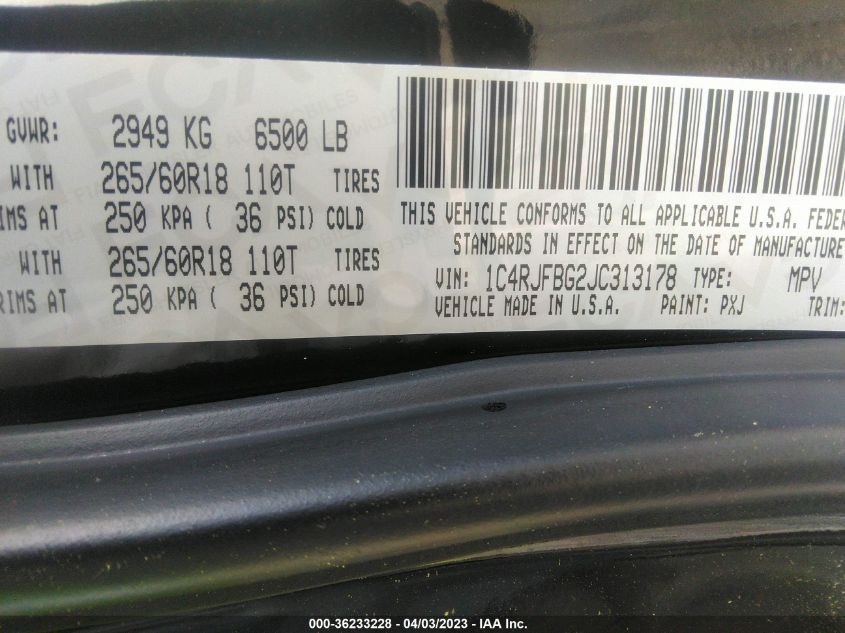 GVWR: 2949 KG 6500 LB
WITH 265/60R18 110T TIRES
IMS AT 250 KPA ( 36 PSI) COLD
WITH 265/60R18 110T TIRES
RIMS AT 250 KPA ( 36 PSI) COLD
THIS VEHICLE CONFORMS TO ALL APPLICABLE U.S.A. FEDER
STANDARDS IN EFFECT ON THE DATE OF MANUFACTURE
VIN: 1C4RJFBG2JC313178 TYPE: MPV
VEHICLE MADE IN U.S.A. PAINT: PXJ TRIM:
000-36233228 - 04/03/2023 - IAA Inc.